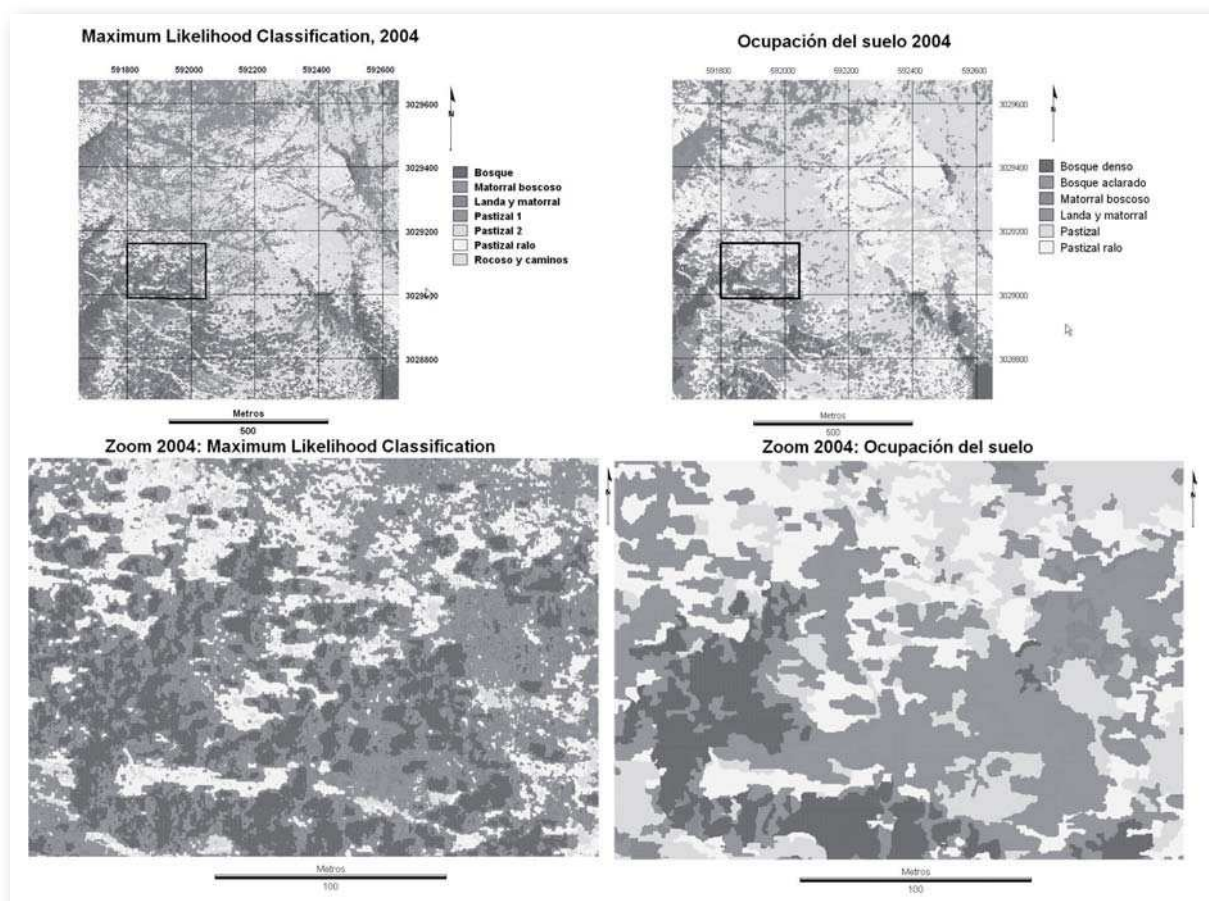 Maximum Likelihood Classification, 2004
591800 592000 592200 592400 592600
3029600
3029400
3029200
3028800
N
Bosque
Matorral boscoso
Landa y matorral
Pastizal 1
Pastizal 2
Pastizal ralo
Rocoso y caminos
Metros
500
Ocupación del suelo 2004
591800 592000 592200 592400 592600
3029600
3029400
3029200
3029000
3028800
Bosque denso
Bosque aclarado
Matorral boscoso
Landa y matorral
Pastizal
Pastizal ralo
Metros
500
Zoom 2004: Maximum Likelihood Classification
Metros
100
Zoom 2004: Ocupación del suelo
Metros
100